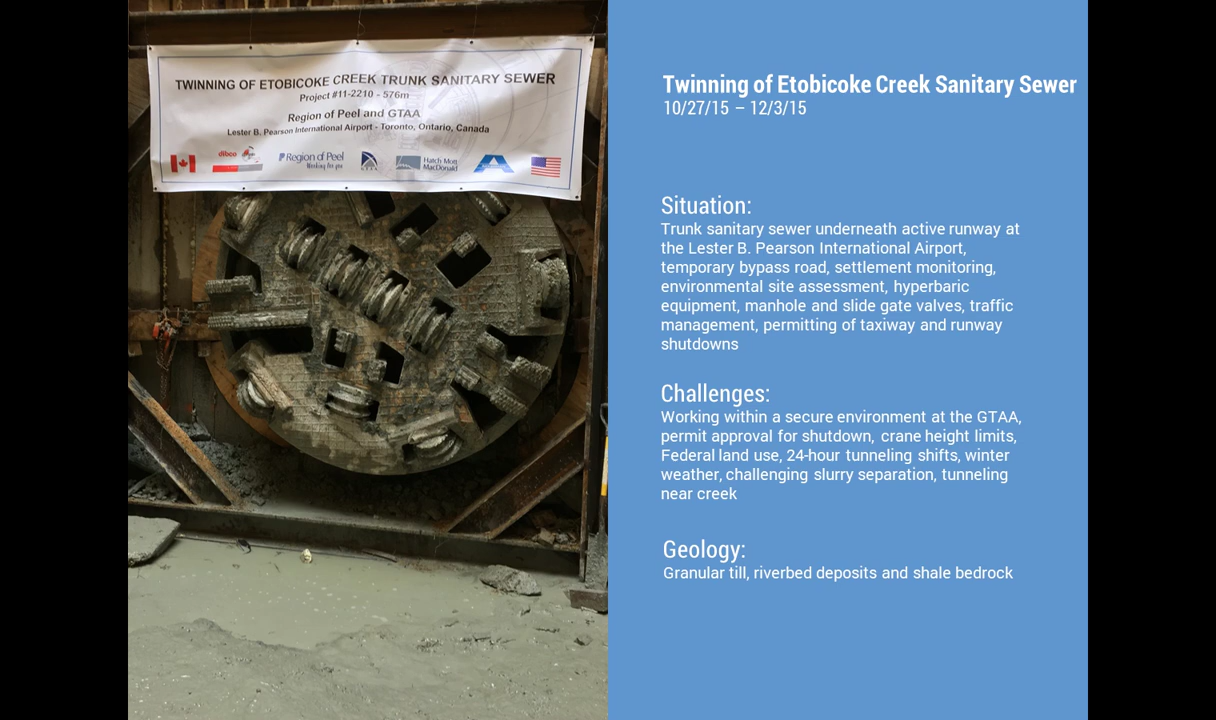 TWINNING OF ETOBICOKE CREEK TRUNK SANITARY SEWER
Project #11-2210 - 576m
Region of Peel and GTAA
Lester B. Pearson International Airport - Toronto, Ontario, Canada
dibco
Region of Peel
Working for you
GTAA
Hatch Mott
MacDonald
Twinning of Etobicoke Creek Sanitary Sewer
10/27/15 – 12/3/15
Situation:
Trunk sanitary sewer underneath active runway at
the Lester B. Pearson International Airport,
temporary bypass road, settlement monitoring,
environmental site assessment, hyperbaric
equipment, manhole and slide gate valves, traffic
management, permitting of taxiway and runway
shutdowns
Challenges:
Working within a secure environment at the GTAA,
permit approval for shutdown, crane height limits,
Federal land use, 24-hour tunneling shifts, winter
weather, challenging slurry separation, tunneling
near creek
Geology:
Granular till, riverbed deposits and shale bedrock